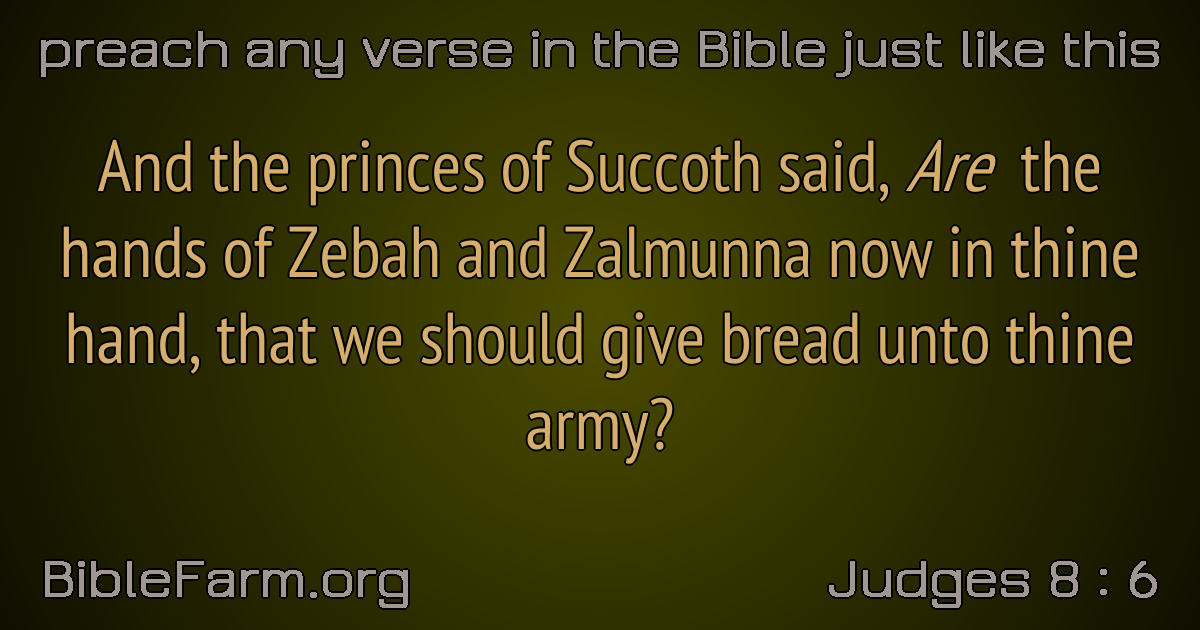 preach any verse in the Bible just like this
And the princes of Succoth said, Are the
hands of Zebah and Zalmunna now in thine
hand, that we should give bread unto thine
army?
BibleFarm.org
Judges 8 : 6